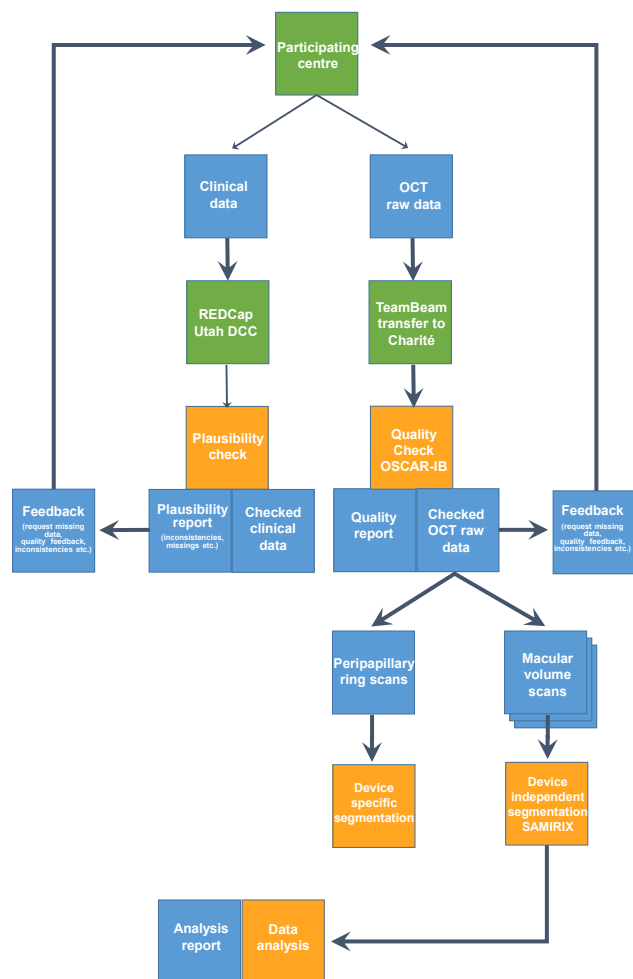 Participating
centre
Clinical
data
OCT
raw data
REDCap
Utah DCC
TeamBeam
transfer to
Charité
Plausibility
check
Quality
Check
OSCAR-IB
Feedback
(request missing
data,
quality feedback,
inconsistencies etc.)
Plausibility
report
(inconsistencies,
missings etc.)
Checked
clinical
data
Quality
report
Checked
OCT raw
data
Feedback
(request missing
data,
quality feedback,
inconsistencies etc.)
Peripapillary
ring scans
Macular
volume
scans
Device
specific
segmentation
Device
independent
segmentation
SAMIRIX
Analysis
report
Data
analysis